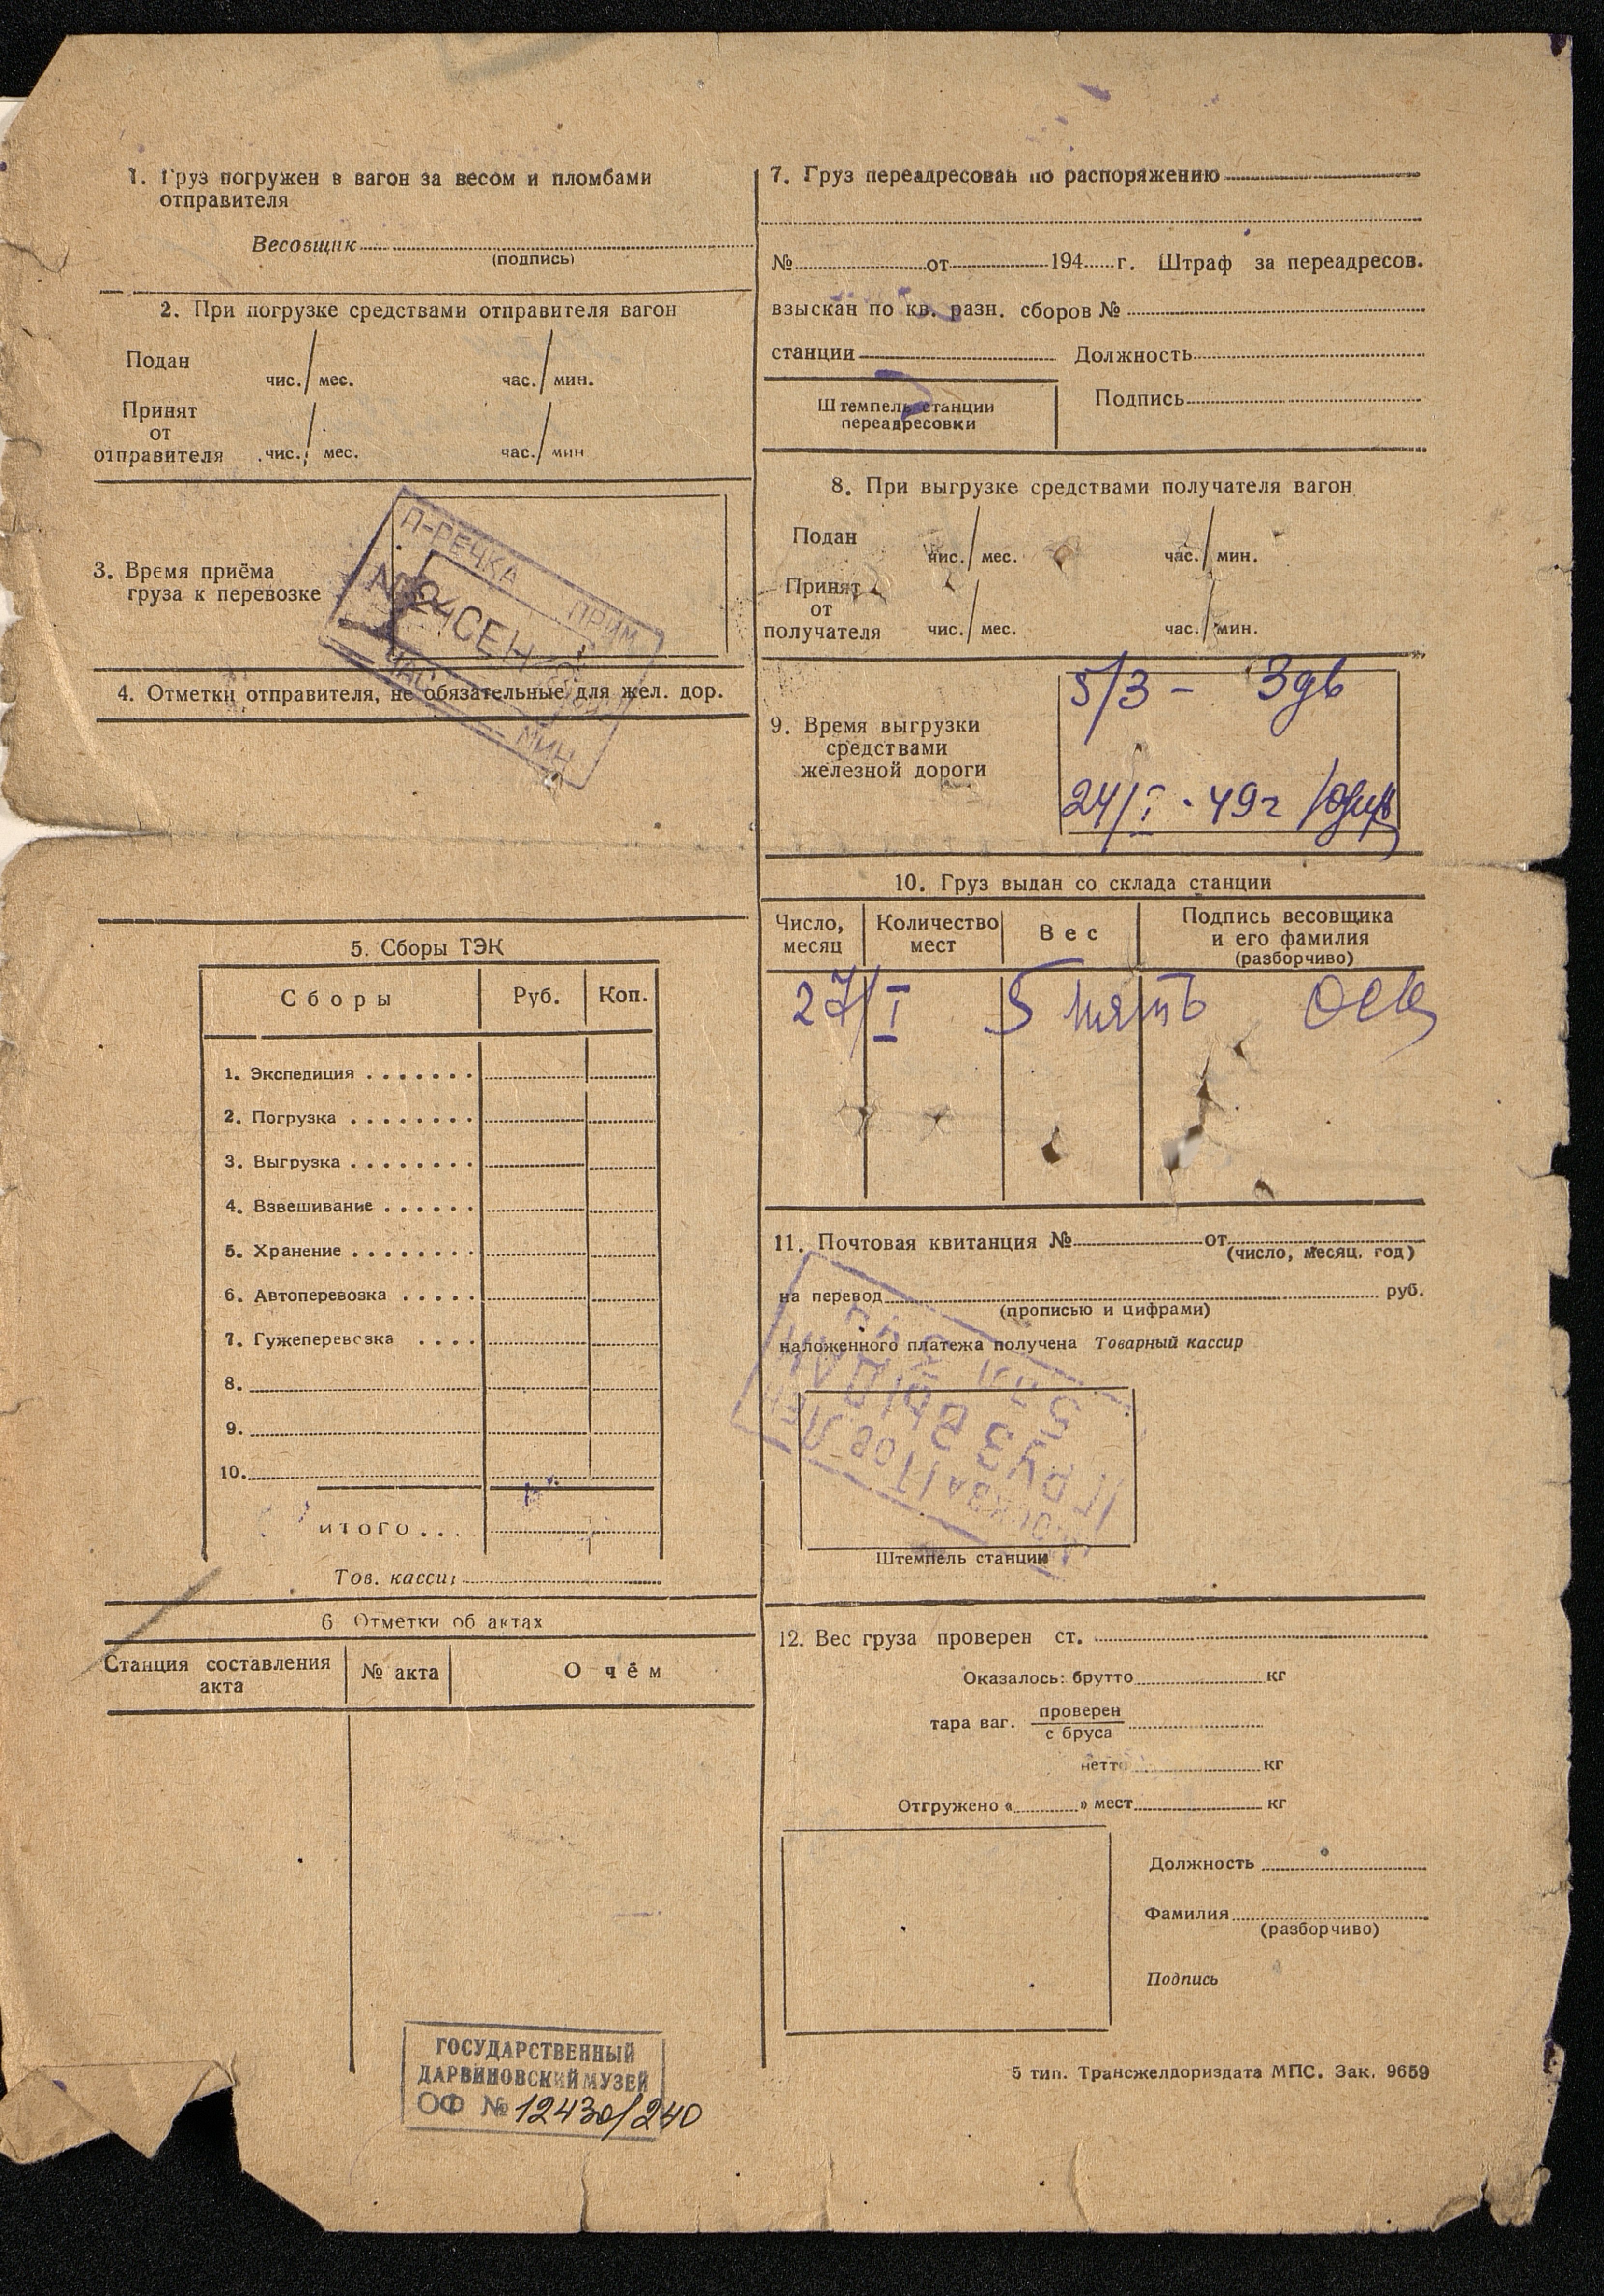 1. Груз погружен в вагон за весом и пломбами
отправителя
Весовщик
(подпись)
2. При погрузке средствами отправителя вагон
Подан
чис. / мес. час. / мин.
Принят
от
отправителя чис. / мес. час. / мин
П-РЕЧКА ПРИМ
СЕН
ЧАС МИН
3. Время приёма
груза к перевозке
4. Отметки отправителя, не обязательные для жел. дор.
5. Сборы ТЭК
Сборы Руб. Коп.
1. Экспедиция
2. Погрузка
3. Выгрузка
4. Взвешивание
5. Хранение
6. Автоперевозка
7. Гужеперевозка
8.
9.
10.
итого
Тов. кассир
6 Отметки об актах
Станция составления
акта
№ акта
О чём
ГОСУДАРСТВЕННЫЙ
ДАРВИНОВСКИЙ МУЗЕЙ
ОФ № 12430/240
7. Груз переадресован по распоряжению
№ от 194 г. Штраф за переадресов.
взыскан по кв. разн. сборов №
станции Должность
Штемпель станции
переадресовки
Подпись
8. При выгрузке средствами получателя вагон
Подан
чис. / мес. час. / мин.
Принят
от
получателя чис. / мес. час. / мин.
9. Время выгрузки
средствами
железной дороги
5/3 -
24/I · 49г
10. Груз выдан со склада станции
Число,
месяц
Количество
мест
Вес
Подпись весовщика
и его фамилия
(разборчиво)
27/I 5 пять
11. Почтовая квитанция № от
(число, месяц. год)
на перевод руб.
(прописью и цифрами)
наложенного платежа получена Товарный кассир
ГРУЗ ВЫДАН
Штемпель станции
12. Вес груза проверен ст.
Оказалось: брутто кг
тара ваг. проверен
с бруса
нетто кг
Отгружено « » мест кг
Должность
Фамилия
(разборчиво)
Подпись
5 тип. Трансжелдориздата МПС. Зак. 9659